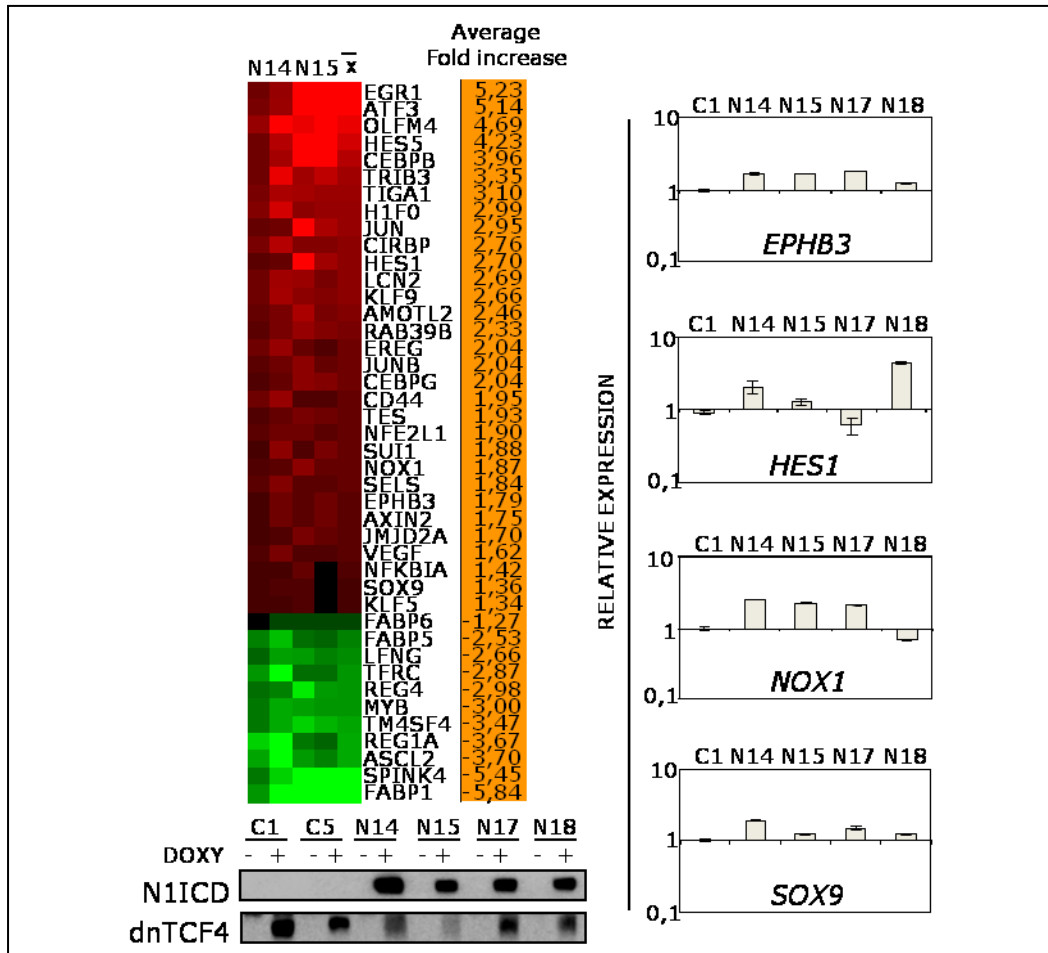 Average
Fold increase
N14 N15 x
EGR1 5,23
ATF3 5,14
OLFM4 4,69
HES5 4,23
CEBPB 3,96
TRIB3 3,35
TIGA1 3,10
H1F0 2,99
JUN 2,95
CIRBP 2,76
HES1 2,70
LCN2 2,69
KLF9 2,66
AMOTL2 2,46
RAB39B 2,33
EREG 2,04
JUNB 2,04
CEBPG 2,04
CD44 1,95
TES 1,93
NFE2L1 1,90
SUI1 1,88
NOX1 1,87
SELS 1,84
EPHB3 1,79
AXIN2 1,75
JMJD2A 1,70
VEGF 1,62
NFKBIA 1,42
SOX9 1,36
KLF5 1,34
FABP6 -1,27
FABP5 -2,53
LFNG -2,66
TFRC -2,87
REG4 -2,98
MYB -3,00
TM4SF4 -3,47
REG1A -3,67
ASCL2 -3,70
SPINK4 -5,45
FABP1 -5,84
C1 C5 N14 N15 N17 N18
DOXY - + - + - + - + - + - +
N1ICD
dnTCF4
RELATIVE EXPRESSION
C1 N14 N15 N17 N18
10
1
0,1
EPHB3
C1 N14 N15 N17 N18
10
1
0,1
HES1
C1 N14 N15 N17 N18
10
1
0,1
NOX1
C1 N14 N15 N17 N18
10
1
0,1
SOX9